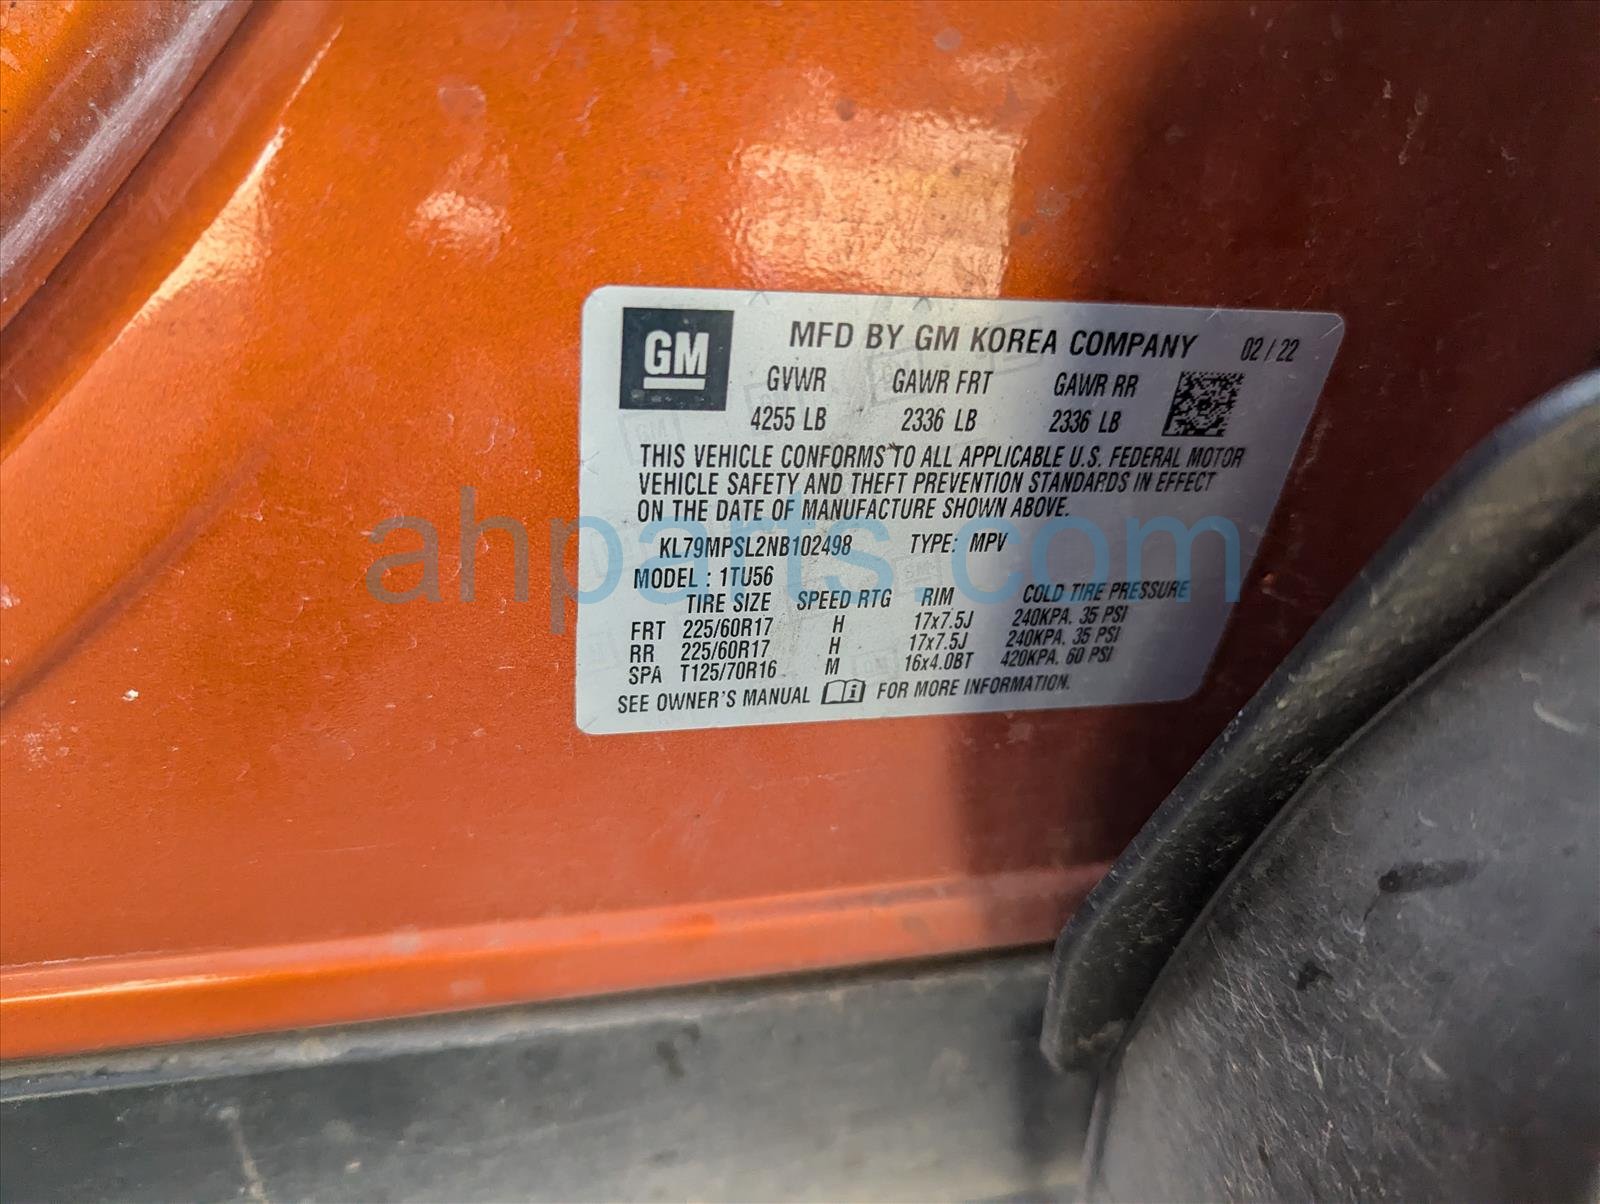 GM
MFD BY GM KOREA COMPANY 02 / 22
GVWR GAWR FRT GAWR RR
4255 LB 2336 LB 2336 LB
THIS VEHICLE CONFORMS TO ALL APPLICABLE U.S. FEDERAL MOTOR
VEHICLE SAFETY AND THEFT PREVENTION STANDARDS IN EFFECT
ON THE DATE OF MANUFACTURE SHOWN ABOVE.
KL79MPSL2NB102498 TYPE: MPV
MODEL : 1TU56
TIRE SIZE SPEED RTG RIM COLD TIRE PRESSURE
FRT 225/60R17 H 17x7.5J 240KPA. 35 PSI
RR 225/60R17 H 17x7.5J 240KPA. 35 PSI
SPA T125/70R16 M 16x4.0BT 420KPA. 60 PSI
SEE OWNER'S MANUAL FOR MORE INFORMATION.
ahparts.com